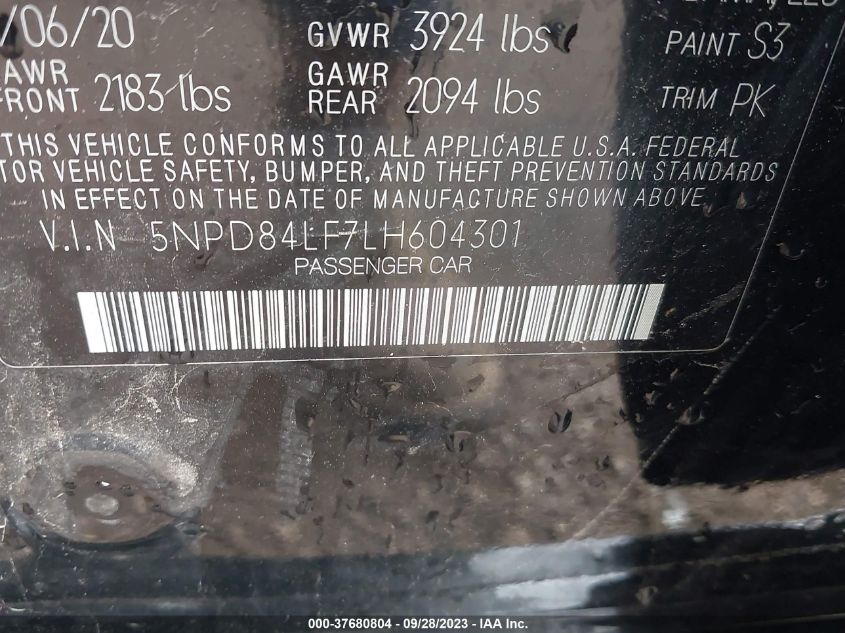 /06/20 GVWR 3924 lbs PAINT S3
AWR FRONT 2183 lbs GAWR REAR 2094 lbs TRIM PK
THIS VEHICLE CONFORMS TO ALL APPLICABLE U.S.A. FEDERAL
TOR VEHICLE SAFETY, BUMPER, AND THEFT PREVENTION STANDARDS
IN EFFECT ON THE DATE OF MANUFACTURE SHOWN ABOVE.
V.I.N 5NPD84LF7LH604301
PASSENGER CAR
000-37680804 - 09/28/2023 - IAA Inc.